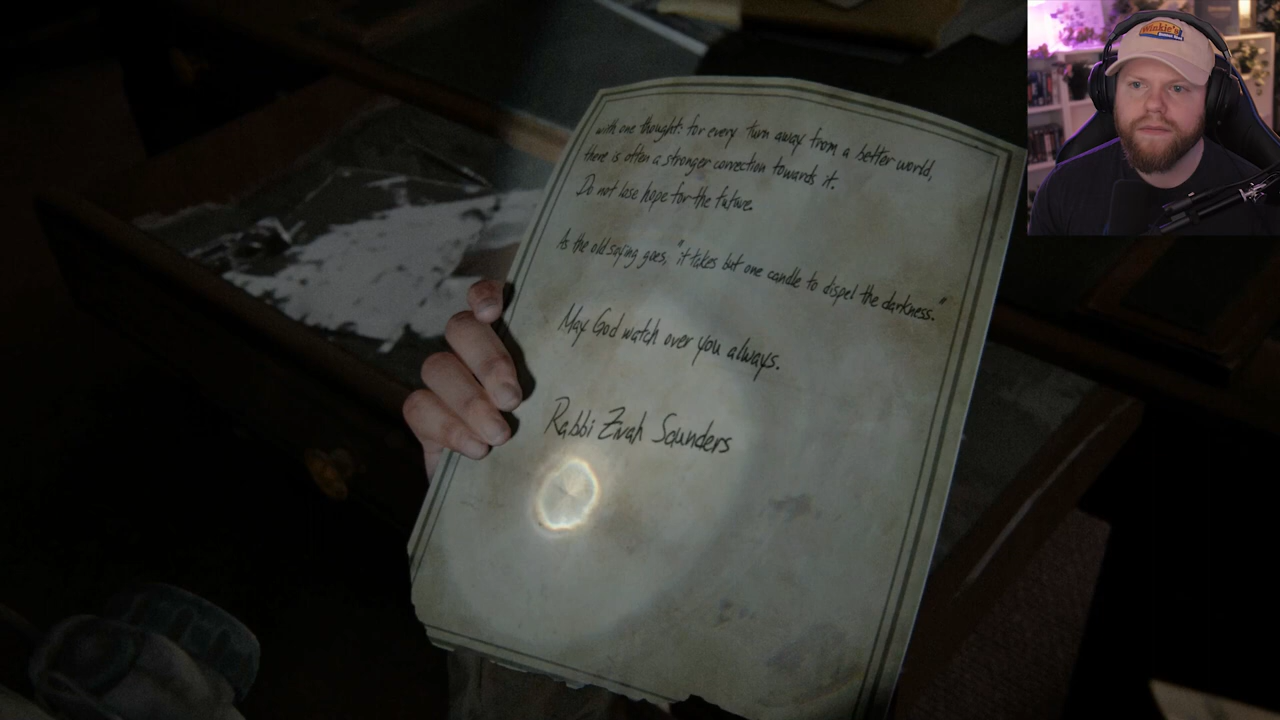 Winkie's
with one thought: for every turn away from a better world,
there is often a stronger correction towards it.
Do not lose hope for the future.
As the old saying goes, "it takes but one candle to dispel the darkness."
May God watch over you always.
Rabbi Zivah Saunders